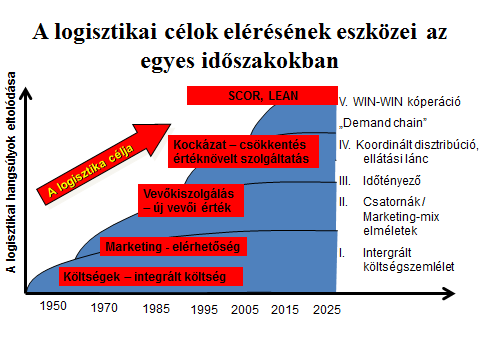 A logisztikai célok elérésének eszközei az
egyes időszakokban
A logisztikai hangsúlyok eltolódása
A logisztika célja
SCOR, LEAN
Kockázat – csökkentés
értéknövelt szolgáltatás
Vevőkiszolgálás
– új vevői érték
Marketing - elérhetőség
Költségek – integrált költség
V. WIN-WIN kóperáció
„Demand chain”
IV. Koordinált disztribúció,
ellátási lánc
III. Időtényező
II. Csatornák/
Marketing-mix
elméletek
I. Intergrált
költségszemlélet
1950 1970 1985 1995 2005 2015 2025